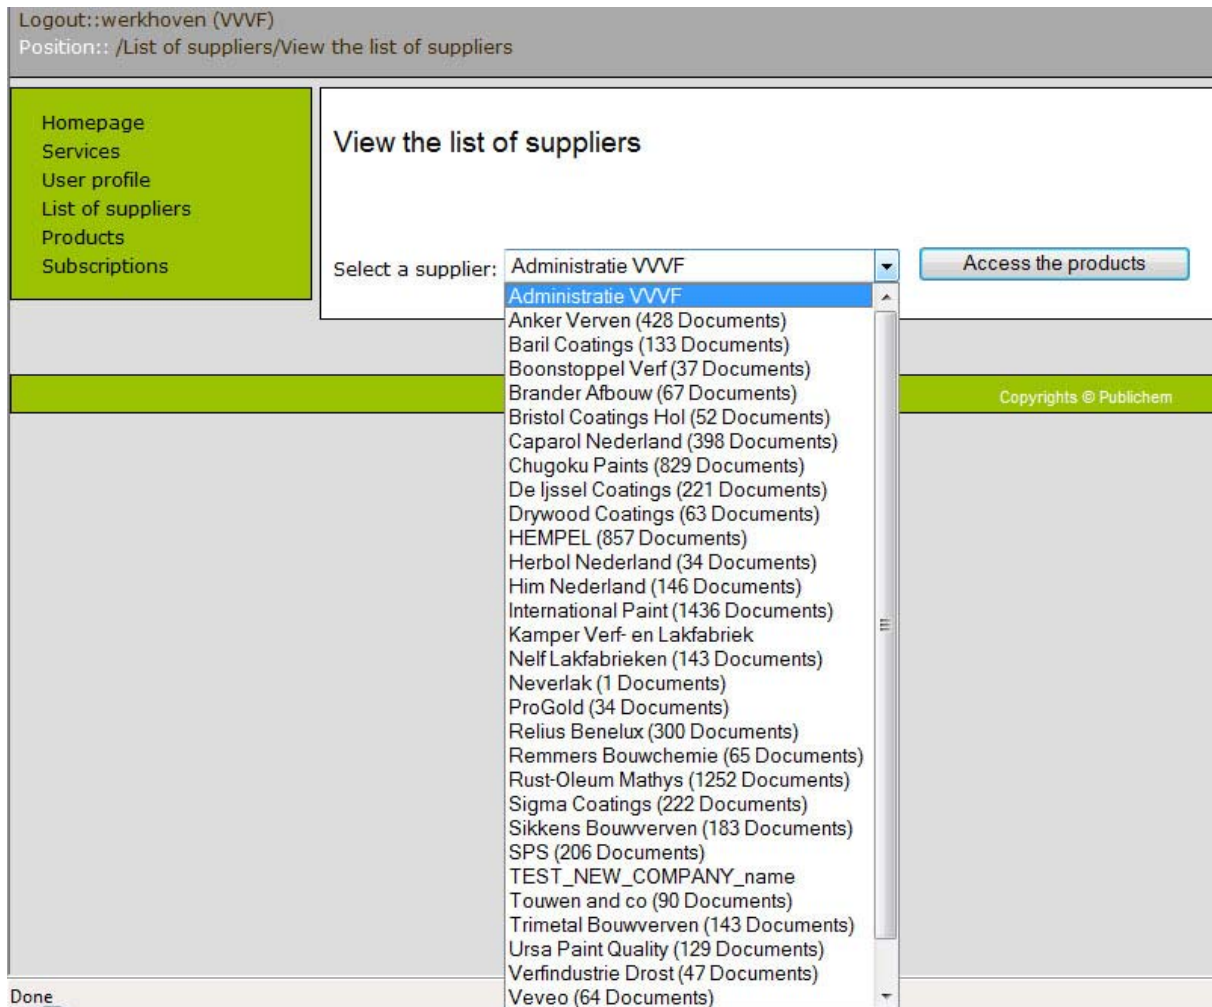 Logout::werkhoven (VVVF)
Position:: /List of suppliers/View the list of suppliers
Homepage
Services
User profile
List of suppliers
Products
Subscriptions
View the list of suppliers
Select a supplier: Administratie VVVF Access the products
Administratie VVVF
Anker Verven (428 Documents)
Baril Coatings (133 Documents)
Boonstoppel Verf (37 Documents)
Brander Afbouw (67 Documents)
Bristol Coatings Hol (52 Documents)
Caparol Nederland (398 Documents)
Chugoku Paints (829 Documents)
De Ijssel Coatings (221 Documents)
Drywood Coatings (63 Documents)
HEMPEL (857 Documents)
Herbol Nederland (34 Documents)
Him Nederland (146 Documents)
International Paint (1436 Documents)
Kamper Verf- en Lakfabriek
Nelf Lakfabrieken (143 Documents)
Neverlak (1 Documents)
ProGold (34 Documents)
Relius Benelux (300 Documents)
Remmers Bouwchemie (65 Documents)
Rust-Oleum Mathys (1252 Documents)
Sigma Coatings (222 Documents)
Sikkens Bouwverven (183 Documents)
SPS (206 Documents)
TEST_NEW_COMPANY_name
Touwen and co (90 Documents)
Trimetal Bouwverven (143 Documents)
Ursa Paint Quality (129 Documents)
Verfindustrie Drost (47 Documents)
Veveo (64 Documents)
Copyrights © Publichem
Done